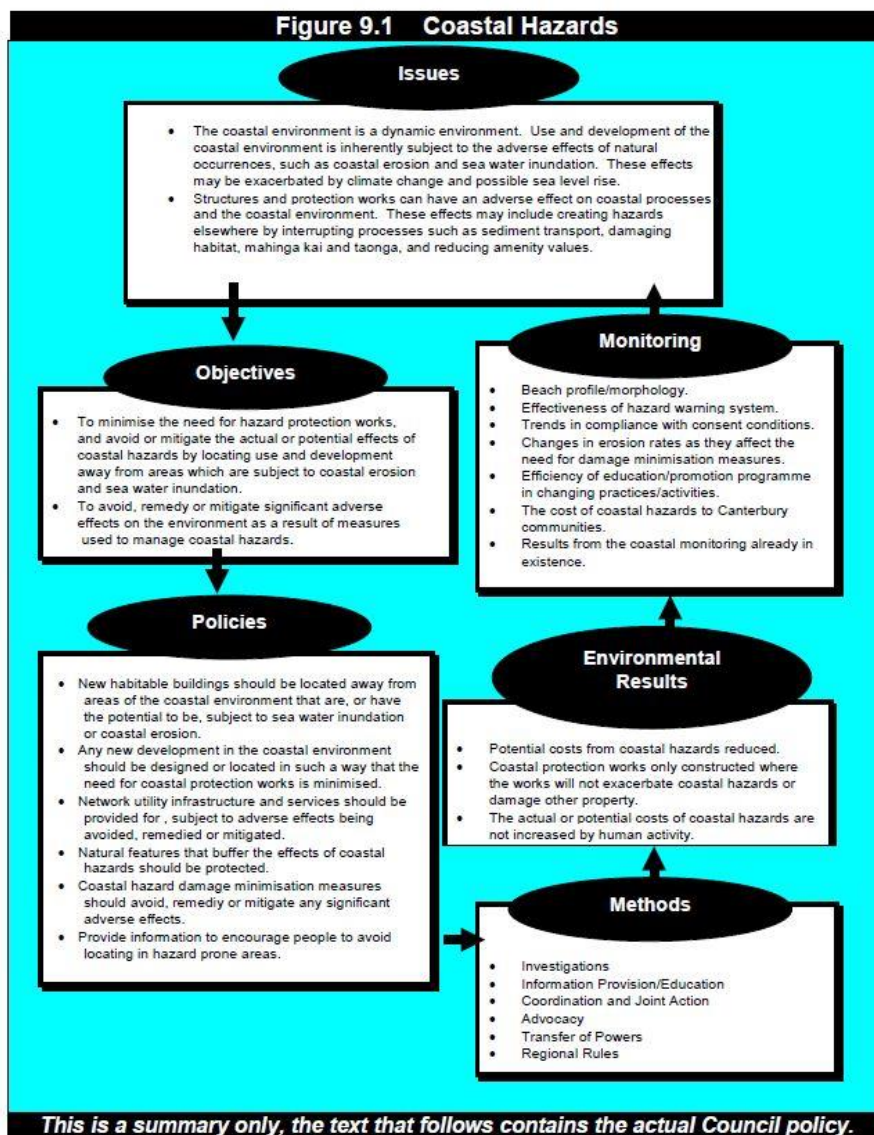 Figure 9.1 Coastal Hazards
Issues
• The coastal environment is a dynamic environment. Use and development of the
coastal environment is inherently subject to the adverse effects of natural
occurrences, such as coastal erosion and sea water inundation. These effects
may be exacerbated by climate change and possible sea level rise.
• Structures and protection works can have an adverse effect on coastal processes
and the coastal environment. These effects may include creating hazards
elsewhere by interrupting processes such as sediment transport, damaging
habitat, mahinga kai and taonga, and reducing amenity values.
Objectives
• To minimise the need for hazard protection works,
and avoid or mitigate the actual or potential effects of
coastal hazards by locating use and development
away from areas which are subject to coastal erosion
and sea water inundation.
• To avoid, remedy or mitigate significant adverse
effects on the environment as a result of measures
used to manage coastal hazards.
Policies
• New habitable buildings should be located away from
areas of the coastal environment that are, or have
the potential to be, subject to sea water inundation
or coastal erosion.
• Any new development in the coastal environment
should be designed or located in such a way that the
need for coastal protection works is minimised.
• Network utility infrastructure and services should be
provided for , subject to adverse effects being
avoided, remedied or mitigated.
• Natural features that buffer the effects of coastal
hazards should be protected.
• Coastal hazard damage minimisation measures
should avoid, remediy or mitigate any significant
adverse effects.
• Provide information to encourage people to avoid
locating in hazard prone areas.
Methods
• Investigations
• Information Provision/Education
• Coordination and Joint Action
• Advocacy
• Transfer of Powers
• Regional Rules
Environmental
Results
• Potential costs from coastal hazards reduced.
• Coastal protection works only constructed where
the works will not exacerbate coastal hazards or
damage other property.
• The actual or potential costs of coastal hazards are
not increased by human activity.
Monitoring
• Beach profile/morphology.
• Effectiveness of hazard warning system.
• Trends in compliance with consent conditions.
• Changes in erosion rates as they affect the
need for damage minimisation measures.
• Efficiency of education/promotion programme
in changing practices/activities.
• The cost of coastal hazards to Canterbury
communities.
• Results from the coastal monitoring already in
existence.
This is a summary only, the text that follows contains the actual Council policy.